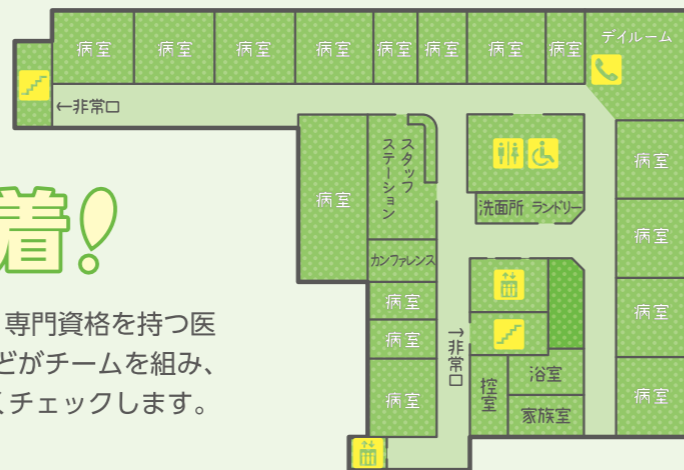 病室 病室 病室 病室 病室 病室 病室 病室 デイルーム
←非常口
病室
スタッフ
ステーション
カンファレンス
病室
病室
病室
洗面所 ランドリー
→非常口
控室
浴室
家族室
病室
病室
病室
病室
着!
専門資格を持つ医
どがチームを組み、
くチェックします。